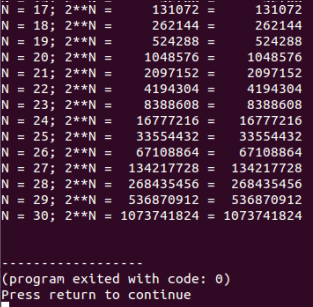 N = 17; 2**N =     131072 =     131072
N = 18; 2**N =     262144 =     262144
N = 19; 2**N =     524288 =     524288
N = 20; 2**N =    1048576 =    1048576
N = 21; 2**N =    2097152 =    2097152
N = 22; 2**N =    4194304 =    4194304
N = 23; 2**N =    8388608 =    8388608
N = 24; 2**N =   16777216 =   16777216
N = 25; 2**N =   33554432 =   33554432
N = 26; 2**N =   67108864 =   67108864
N = 27; 2**N =  134217728 =  134217728
N = 28; 2**N =  268435456 =  268435456
N = 29; 2**N =  536870912 =  536870912
N = 30; 2**N = 1073741824 = 1073741824
------------------
(program exited with code: 0)
Press return to continue